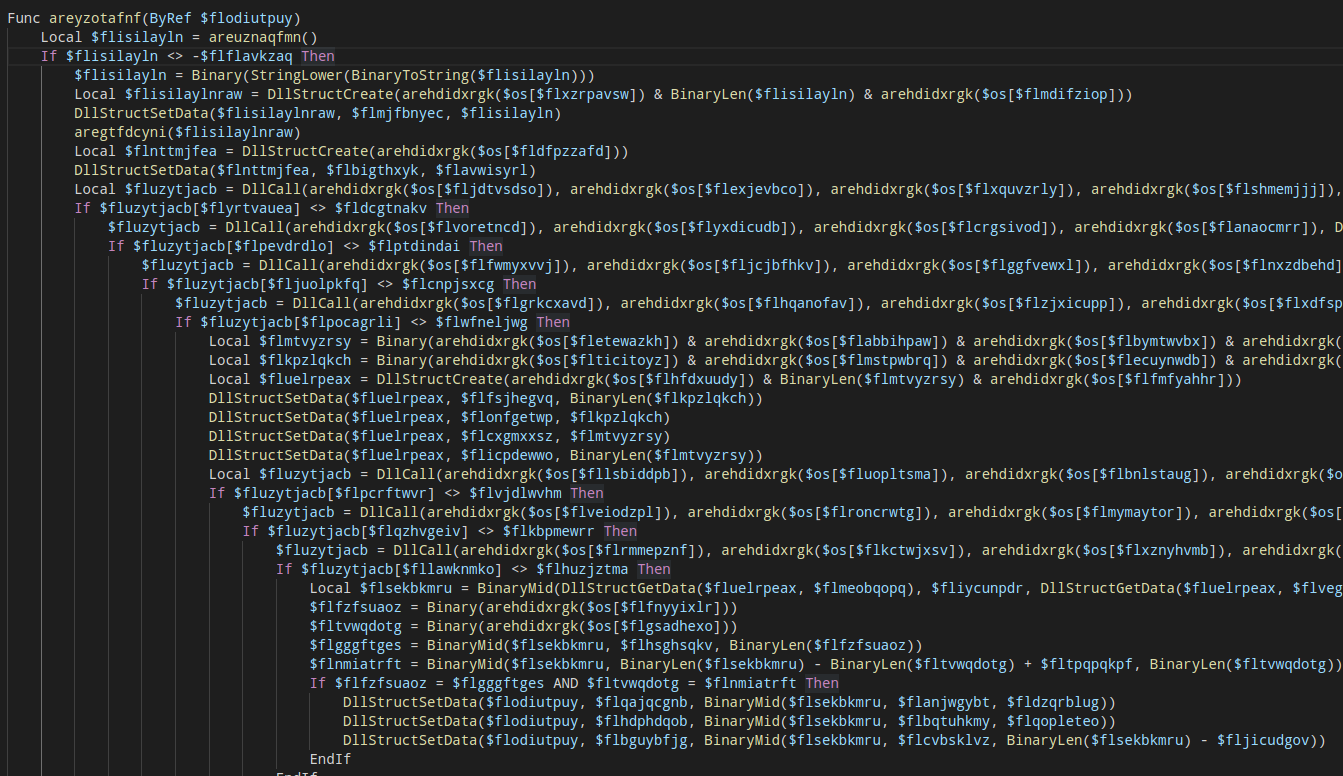 Func areyzotafnf(ByRef $flodiutpuy)
Local $flisilayln = areuznaqfmn()
If $flisilayln <> -$flflavkzaq Then
$flisilayln = Binary(StringLower(BinaryToString($flisilayln)))
Local $flisilaylnraw = DllStructCreate(arehdidxrgk($os[$flxzrpavsw]) & BinaryLen($flisilayln) & arehdidxrgk($os[$flmdifziop]))
DllStructSetData($flisilaylnraw, $flmjfbnyec, $flisilayln)
aregtfdcyni($flisilaylnraw)
Local $flnttmjfea = DllStructCreate(arehdidxrgk($os[$fldfpzzafd]))
DllStructSetData($flnttmjfea, $flbigthxyk, $flavwisyrl)
Local $fluzytjacb = DllCall(arehdidxrgk($os[$fljdtvsdso]), arehdidxrgk($os[$flexjevbco]), arehdidxrgk($os[$flxquvzrly]), arehdidxrgk($os[$flshmemjjj]),
If $fluzytjacb[$flyrtvauea] <> $fldcgtnakv Then
$fluzytjacb = DllCall(arehdidxrgk($os[$flvoretncd]), arehdidxrgk($os[$flyxdicudb]), arehdidxrgk($os[$flcrgsivod]), arehdidxrgk($os[$flanaocmrr]), D
If $fluzytjacb[$flpevdrdlo] <> $flptdindai Then
$fluzytjacb = DllCall(arehdidxrgk($os[$flfwmyxvvj]), arehdidxrgk($os[$fljcjbfhkv]), arehdidxrgk($os[$flggfvewxl]), arehdidxrgk($os[$flnxzdbehd]
If $fluzytjacb[$fljuolpkfq] <> $flcnpjsxcg Then
$fluzytjacb = DllCall(arehdidxrgk($os[$flgrkcxavd]), arehdidxrgk($os[$flhqanofav]), arehdidxrgk($os[$flzjxicupp]), arehdidxrgk($os[$flxdfsp
If $fluzytjacb[$flpocagrli] <> $flwfneljwg Then
Local $flmtvyzrsy = Binary(arehdidxrgk($os[$fletewazkh]) & arehdidxrgk($os[$flabbihpaw]) & arehdidxrgk($os[$flbymtwvbx]) & arehdidxrgk(
Local $flkpzlqkch = Binary(arehdidxrgk($os[$flticitoyz]) & arehdidxrgk($os[$flmstpwbrq]) & arehdidxrgk($os[$flecuynwdb]) & arehdidxrgk(
Local $fluelrpeax = DllStructCreate(arehdidxrgk($os[$flhfdxuudy]) & BinaryLen($flmtvyzrsy) & arehdidxrgk($os[$flfmfyahhr]))
DllStructSetData($fluelrpeax, $flfsjhegvq, BinaryLen($flkpzlqkch))
DllStructSetData($fluelrpeax, $flonfgetwp, $flkpzlqkch)
DllStructSetData($fluelrpeax, $flcxgmxxsz, $flmtvyzrsy)
DllStructSetData($fluelrpeax, $flicpdewwo, BinaryLen($flmtvyzrsy))
Local $fluzytjacb = DllCall(arehdidxrgk($os[$fllsbiddpb]), arehdidxrgk($os[$fluopltsma]), arehdidxrgk($os[$flbnlstaug]), arehdidxrgk($o
If $fluzytjacb[$flpcrftwvr] <> $flvjdlwvhm Then
$fluzytjacb = DllCall(arehdidxrgk($os[$flveiodzpl]), arehdidxrgk($os[$flroncrwtg]), arehdidxrgk($os[$flmymaytor]), arehdidxrgk($os[
If $fluzytjacb[$flqzhvgeiv] <> $flkbpmewrr Then
$fluzytjacb = DllCall(arehdidxrgk($os[$flrmmepznf]), arehdidxrgk($os[$flkctwjxsv]), arehdidxrgk($os[$flxznyhvmb]), arehdidxrgk(
If $fluzytjacb[$fllawknmko] <> $flhuzjztma Then
Local $flsekbkmru = BinaryMid(DllStructGetData($fluelrpeax, $flmeobqopq), $fliycunpdr, DllStructGetData($fluelrpeax, $flveg
$flfzfsuaoz = Binary(arehdidxrgk($os[$flfnyyixlr]))
$fltvwqdotg = Binary(arehdidxrgk($os[$flgsadhexo]))
$flgggftges = BinaryMid($flsekbkmru, $flhsghsqkv, BinaryLen($flfzfsuaoz))
$flnmiatrft = BinaryMid($flsekbkmru, BinaryLen($flsekbkmru) - BinaryLen($fltvwqdotg) + $fltpqpqkpf, BinaryLen($fltvwqdotg))
If $flfzfsuaoz = $flgggftges AND $fltvwqdotg = $flnmiatrft Then
DllStructSetData($flodiutpuy, $flqajqcgnb, BinaryMid($flsekbkmru, $flanjwgybt, $fldzqrblug))
DllStructSetData($flodiutpuy, $flhdphdqob, BinaryMid($flsekbkmru, $flbqtuhkmy, $flqopleteo))
DllStructSetData($flodiutpuy, $flbguybfjg, BinaryMid($flsekbkmru, $flcvbsklvz, BinaryLen($flsekbkmru) - $fljicudgov))
EndIf
EndIf